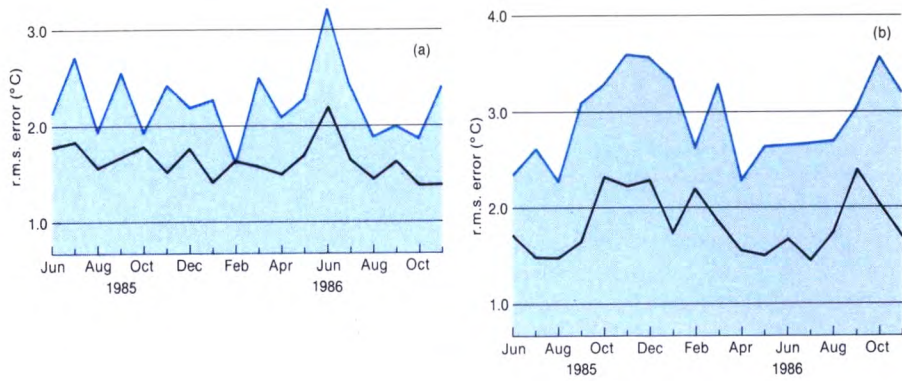 3.0
(a)
r.m.s. error (°C)
2.0
1.0
Jun Aug Oct Dec Feb Apr Jun Aug Oct
1985 1986
4.0
(b)
3.0
r.m.s. error (°C)
2.0
1.0
Jun Aug Oct Dec Feb Apr Jun Aug Oct
1985 1986